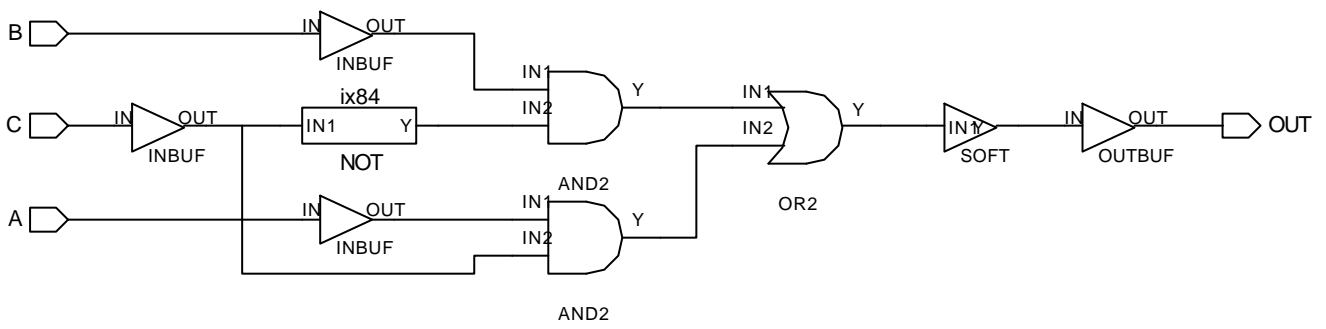 B
IN
OUT
INBUF
IN1
IN2
Y
C
IN
OUT
INBUF
ix84
IN1
Y
NOT
AND2
IN1
IN2
Y
OR2
IN1
Y
SOFT
IN
OUT
OUTBUF
OUT
A
IN
OUT
INBUF
IN1
IN2
Y
AND2